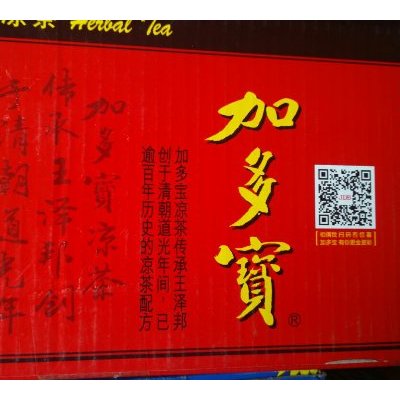 凉茶 Herbal Tea
加多寶
®
加多宝凉茶传承王泽邦
创于清朝道光年间，已
逾百年历史的凉茶配方
加多寶凉茶
传承王泽邦创
于清朝道光年
JDB